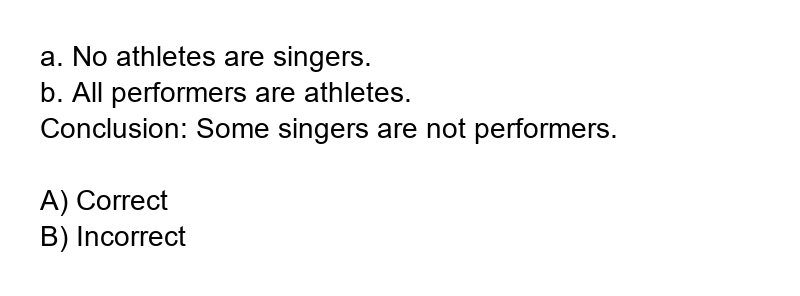 a. No athletes are singers.
b. All performers are athletes.
Conclusion: Some singers are not performers.
A) Correct
B) Incorrect